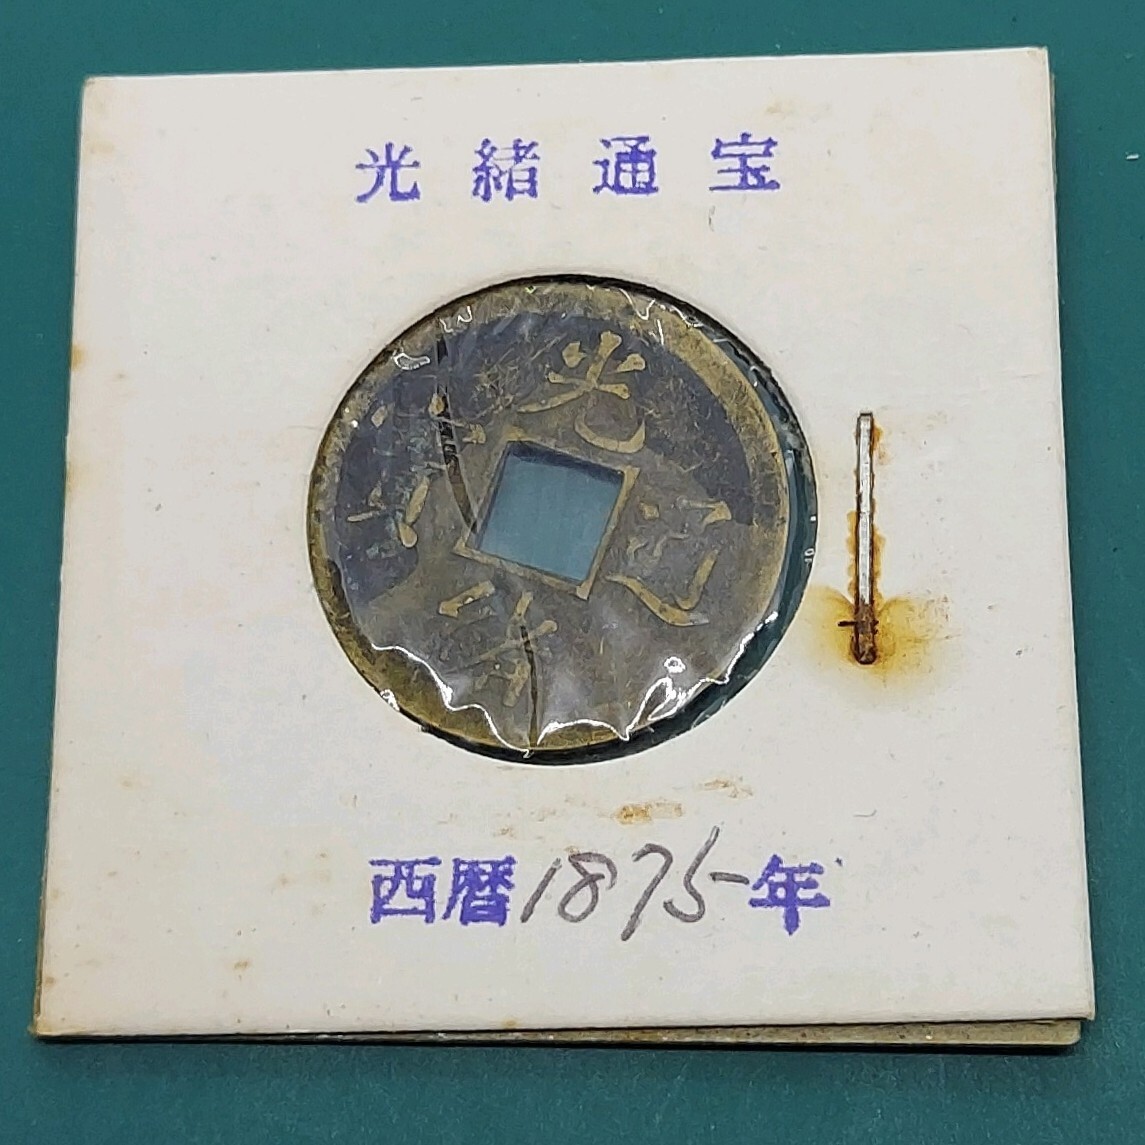 光緒通宝
光
通
西暦1875年